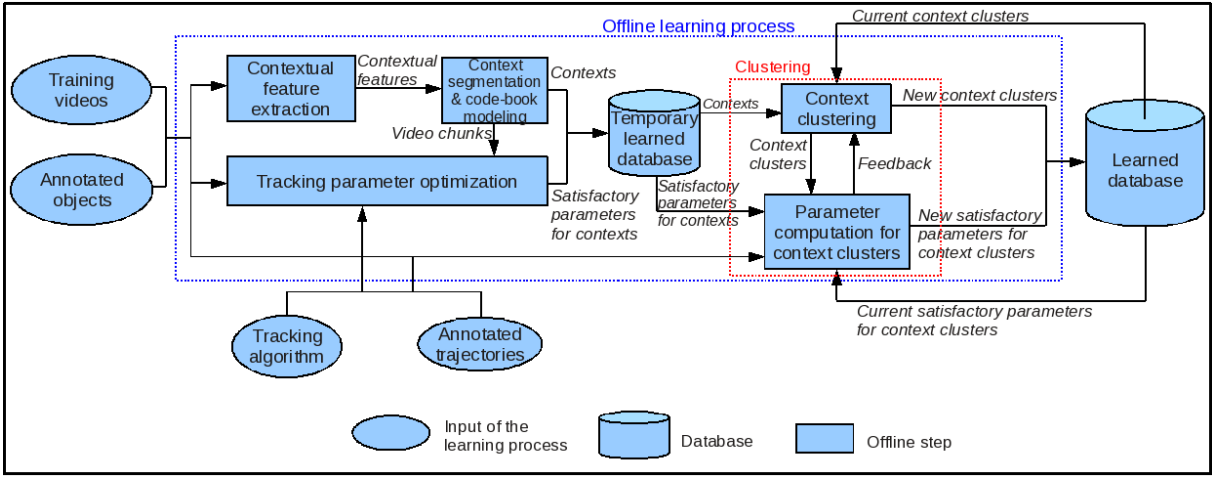 Current context clusters
Offline learning process
Training
videos
Contextual
feature
extraction
Contextual
features
Context
segmentation
& code-book
modeling
Contexts
Clustering
Temporary
learned
database
Contexts
Context
clustering
New context clusters
Video chunks
Context
clusters
Feedback
Learned
database
Annotated
objects
Tracking parameter optimization
Satisfactory
parameters
for contexts
Satisfactory
parameters
for contexts
Parameter
computation for
context clusters
New satisfactory
parameters for
context clusters
Current satisfactory parameters
for context clusters
Tracking
algorithm
Annotated
trajectories
Input of the
learning process
Database
Offline step